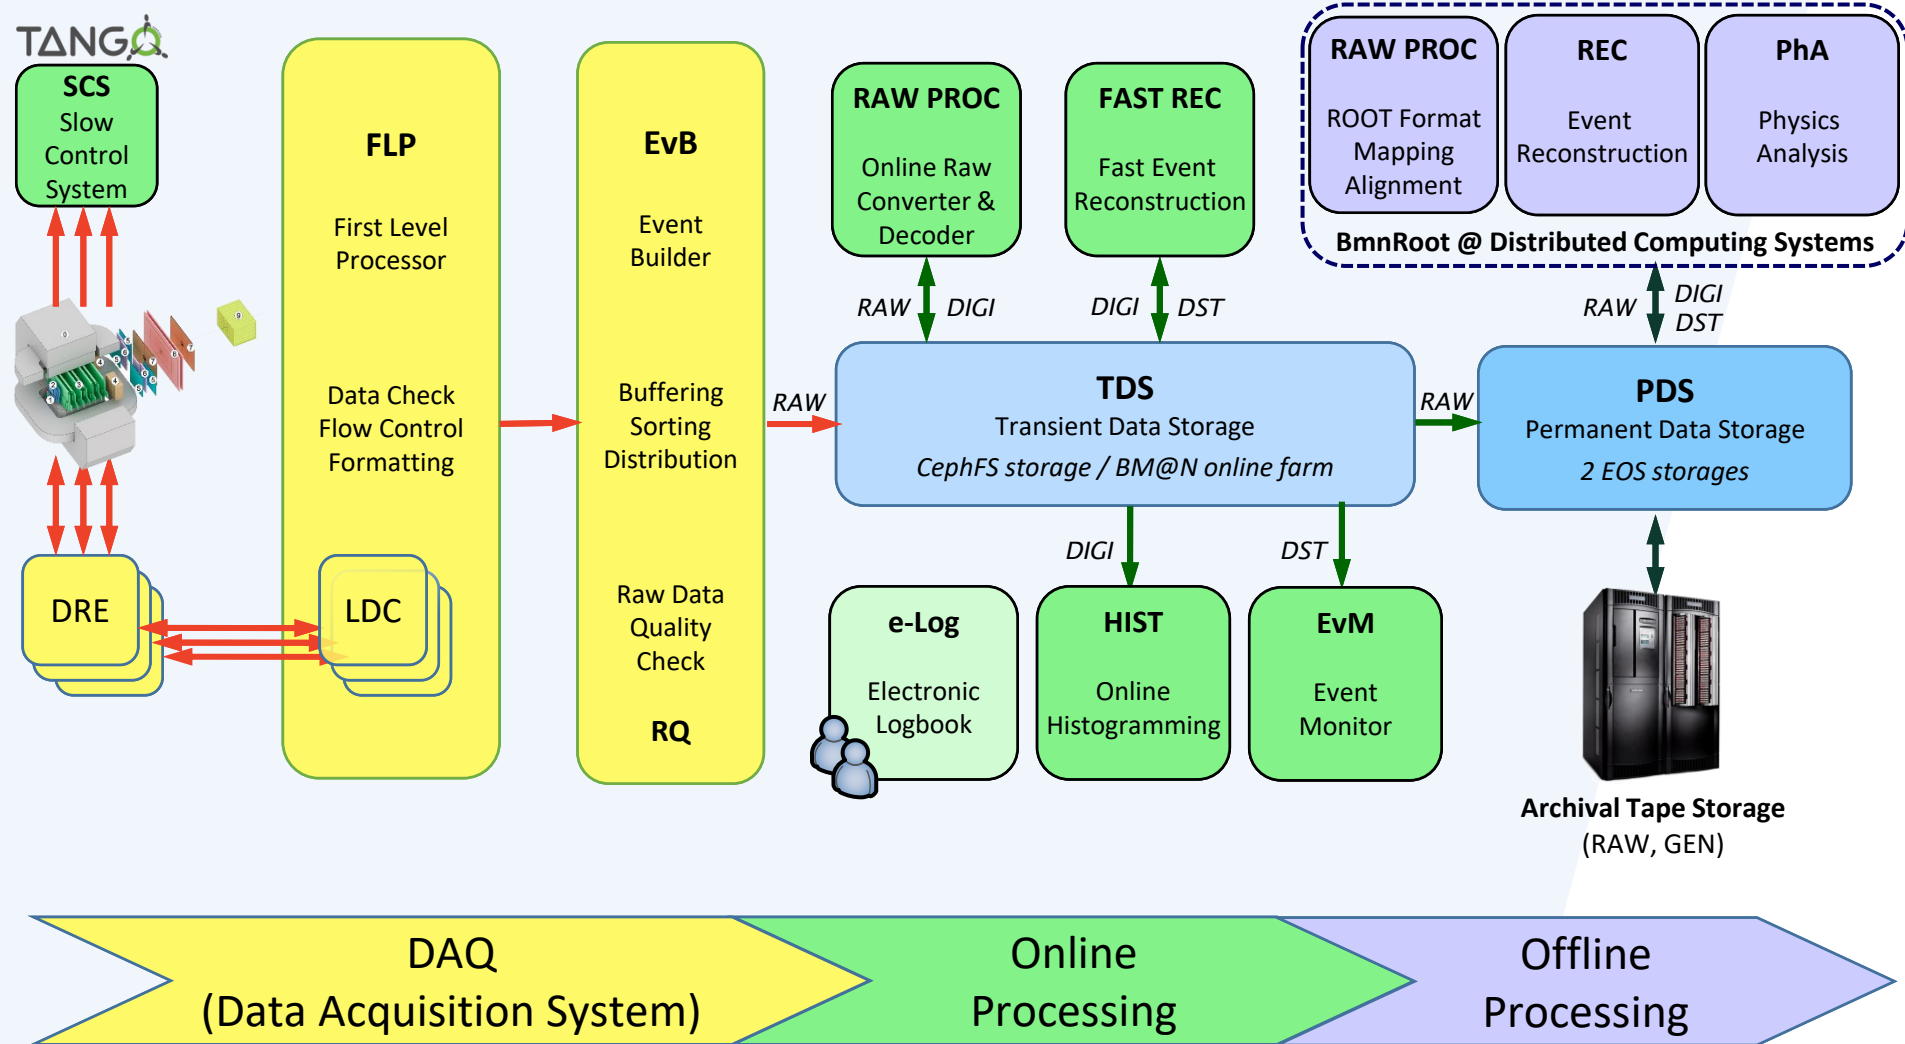 TANGO
SCS
Slow
Control
System
FLP
First Level
Processor
Data Check
Flow Control
Formatting
LDC
DRE
EvB
Event
Builder
Buffering
Sorting
Distribution
Raw Data
Quality
Check
RQ
RAW PROC
Online Raw
Converter &
Decoder
FAST REC
Fast Event
Reconstruction
RAW PROC
ROOT Format
Mapping
Alignment
REC
Event
Reconstruction
PhA
Physics
Analysis
BmnRoot @ Distributed Computing Systems
RAW DIGI
DIGI DST
RAW DIGI
DST
RAW
TDS
Transient Data Storage
CephFS storage / BM@N online farm
RAW
PDS
Permanent Data Storage
2 EOS storages
DIGI
DST
e-Log
Electronic
Logbook
HIST
Online
Histogramming
EvM
Event
Monitor
Archival Tape Storage
(RAW, GEN)
DAQ
(Data Acquisition System)
Online
Processing
Offline
Processing